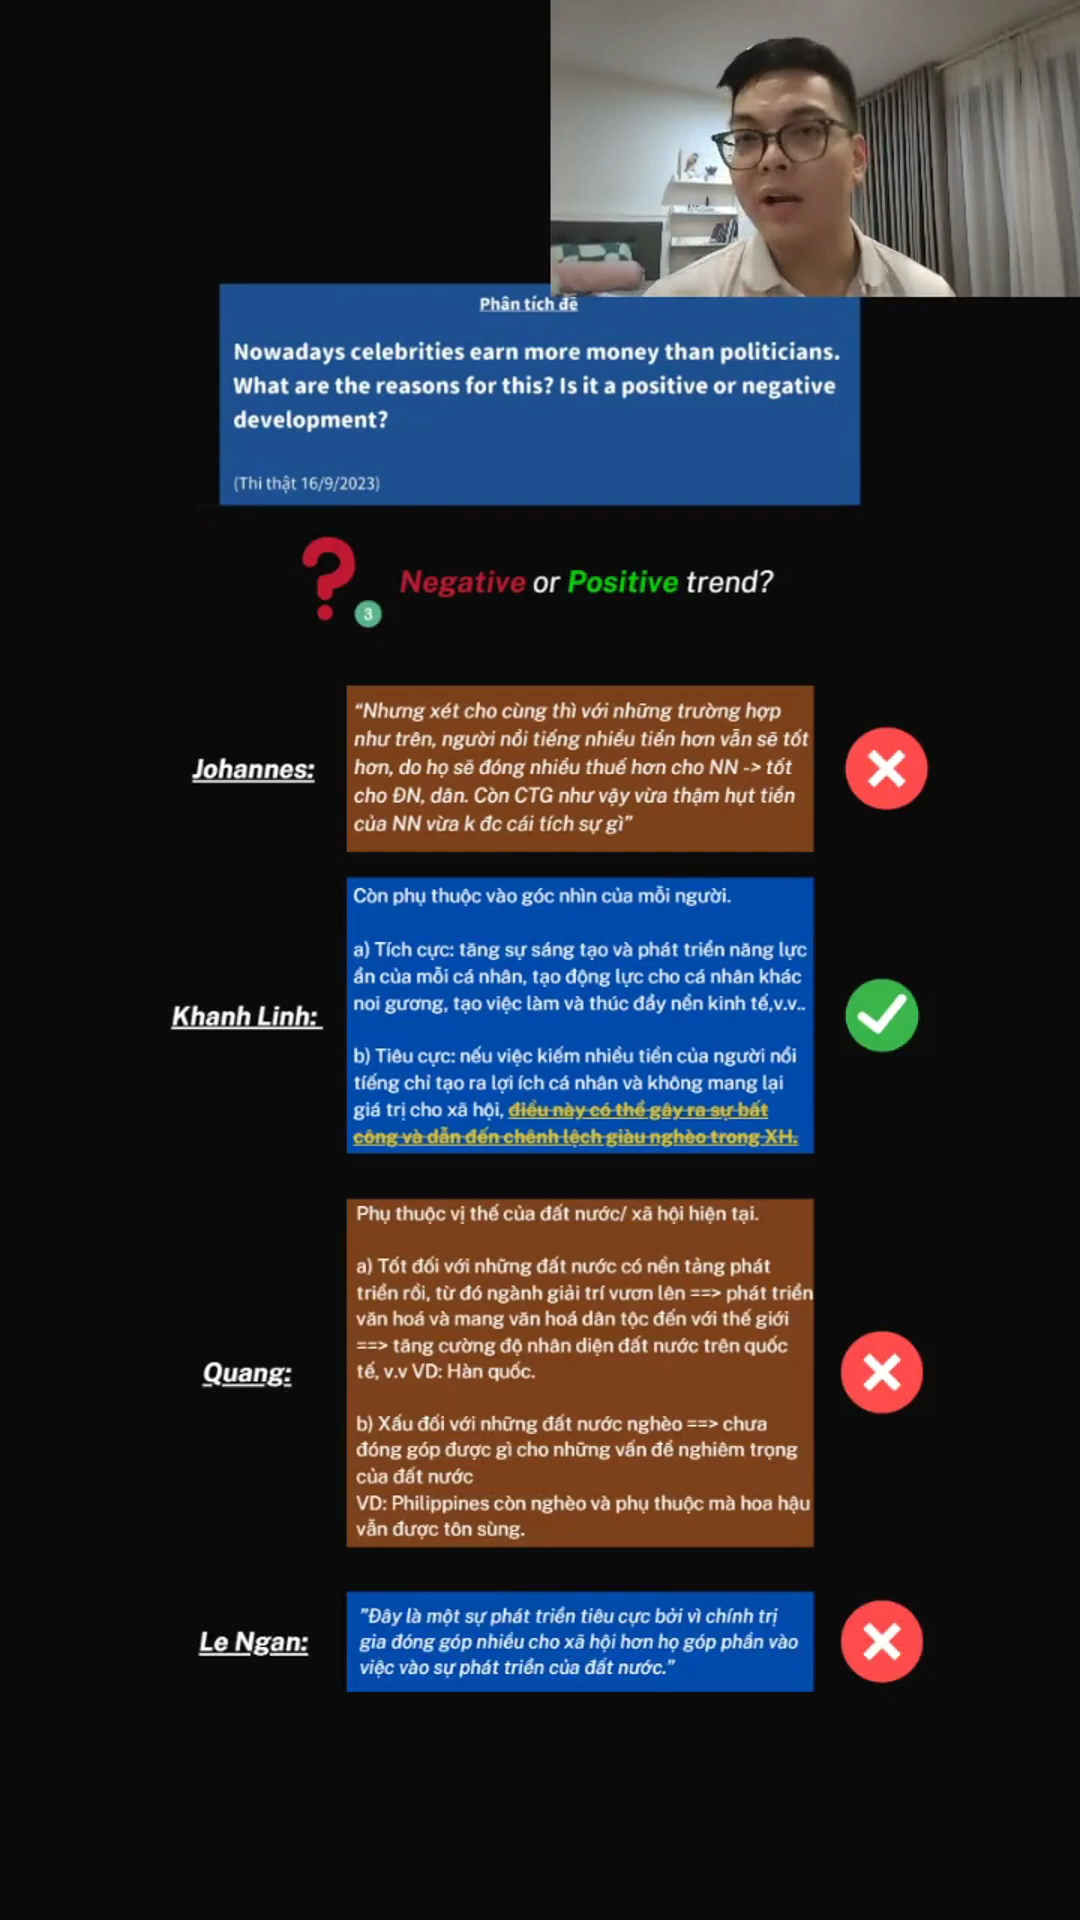 Phân tích đề
Nowadays celebrities earn more money than politicians.
What are the reasons for this? Is it a positive or negative
development?
(Thi thật 16/9/2023)
3
Negative or Positive trend?
Johannes:
“Nhưng xét cho cùng thì với những trường hợp
như trên, người nổi tiếng nhiều tiền hơn vẫn sẽ tốt
hơn, do họ sẽ đóng nhiều thuế hơn cho NN -> tốt
cho ĐN, dân. Còn CTG như vậy vừa thậm hụt tiền
của NN vừa k đc cái tích sự gì”
Khanh Linh:
Còn phụ thuộc vào góc nhìn của mỗi người.
a) Tích cực: tăng sự sáng tạo và phát triển năng lực
ẩn của mỗi cá nhân, tạo động lực cho cá nhân khác
noi gương, tạo việc làm và thúc đẩy nền kinh tế,v.v..
b) Tiêu cực: nếu việc kiếm nhiều tiền của người nổi
tiếng chỉ tạo ra lợi ích cá nhân và không mang lại
giá trị cho xã hội, điều này có thể gây ra sự bất
công và dẫn đến chênh lệch giàu nghèo trong XH.
Quang:
Phụ thuộc vị thế của đất nước/ xã hội hiện tại.
a) Tốt đối với những đất nước có nền tảng phát
triển rồi, từ đó ngành giải trí vươn lên ==> phát triển
văn hoá và mang văn hoá dân tộc đến với thế giới
==> tăng cường độ nhân diện đất nước trên quốc
tế, v.v VD: Hàn quốc.
b) Xấu đối với những đất nước nghèo ==> chưa
đóng góp được gì cho những vấn đề nghiêm trọng
của đất nước
VD: Philippines còn nghèo và phụ thuộc mà hoa hậu
vẫn được tôn sùng.
Le Ngan:
”Đây là một sự phát triển tiêu cực bởi vì chính trị
gia đóng góp nhiều cho xã hội hơn họ góp phần vào
việc vào sự phát triển của đất nước.”